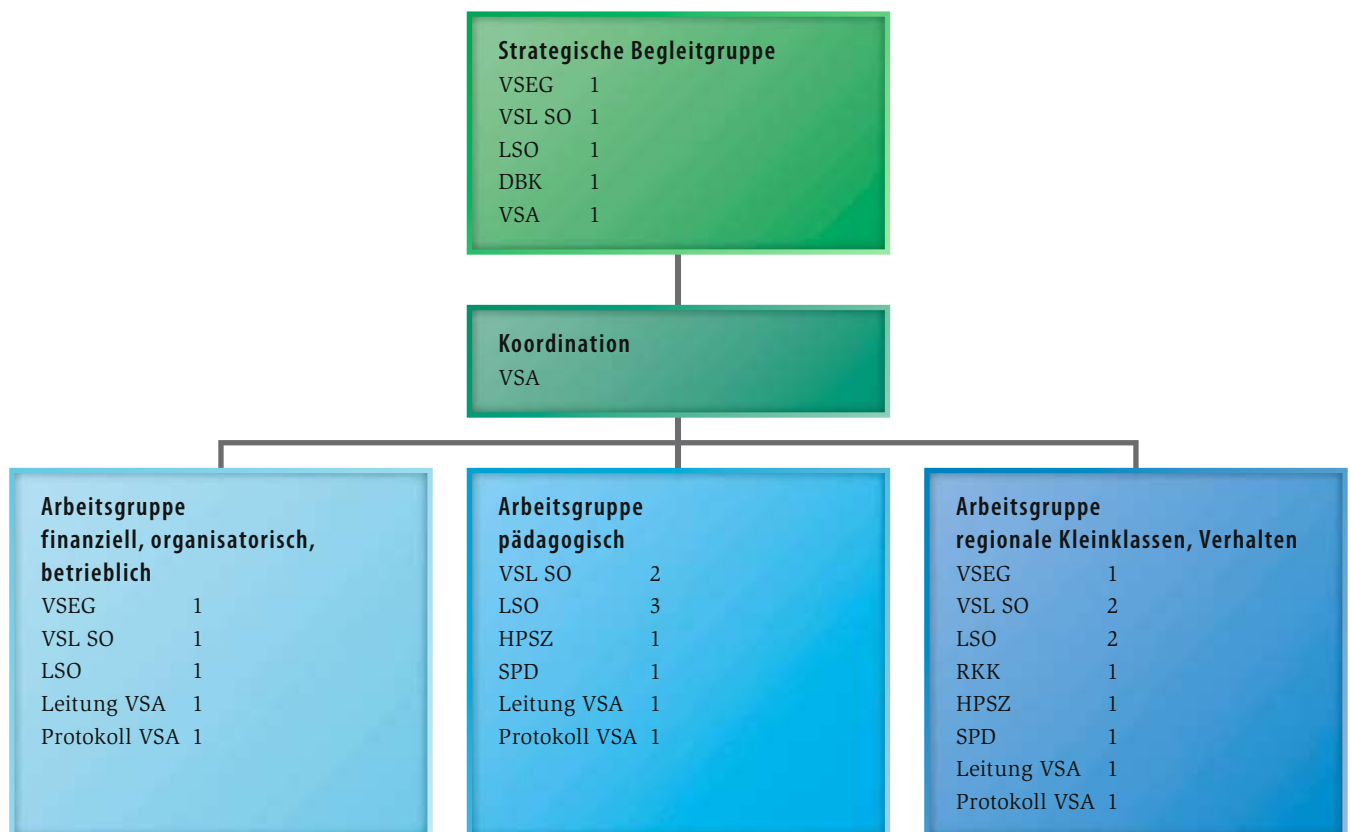 Strategische Begleitgruppe
VSEG 1
VSL SO 1
LSO 1
DBK 1
VSA 1
Koordination
VSA
Arbeitsgruppe
finanziell, organisatorisch,
betrieblich
VSEG 1
VSL SO 1
LSO 1
Leitung VSA 1
Protokoll VSA 1
Arbeitsgruppe
pädagogisch
VSL SO 2
LSO 3
HPSZ 1
SPD 1
Leitung VSA 1
Protokoll VSA 1
Arbeitsgruppe
regionale Kleinklassen, Verhalten
VSEG 1
VSL SO 2
LSO 2
RKK 1
HPSZ 1
SPD 1
Leitung VSA 1
Protokoll VSA 1